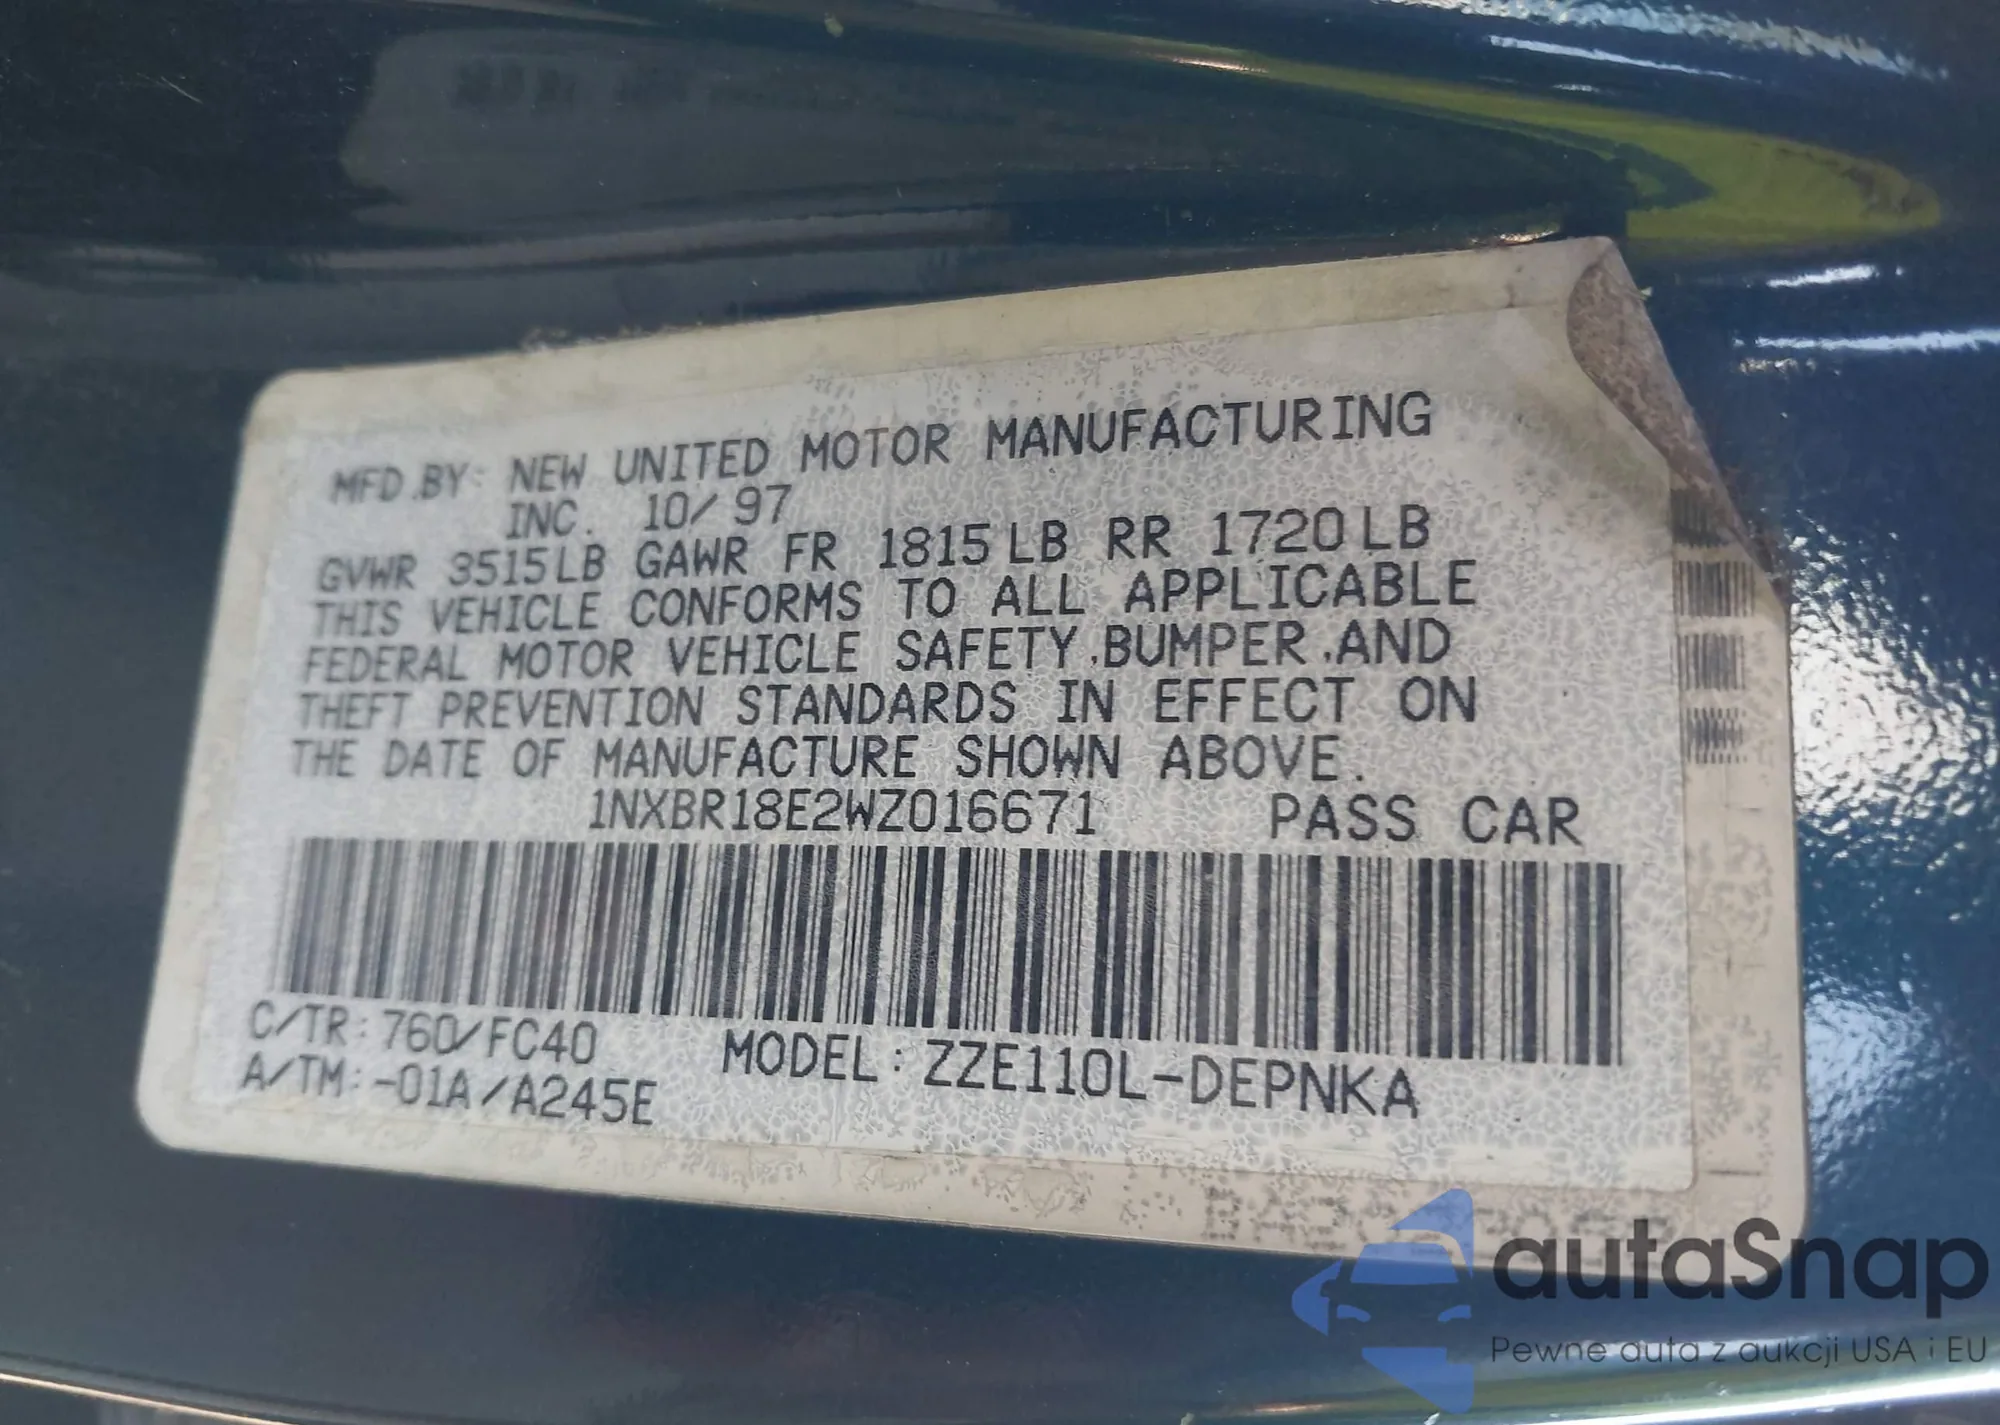 MFD.BY: NEW UNITED MOTOR MANUFACTURING
INC. 10/97
GVWR 3515LB GAWR FR 1815LB RR 1720LB
THIS VEHICLE CONFORMS TO ALL APPLICABLE
FEDERAL MOTOR VEHICLE SAFETY,BUMPER,AND
THEFT PREVENTION STANDARDS IN EFFECT ON
THE DATE OF MANUFACTURE SHOWN ABOVE.
1NXBR18E2WZ016671 PASS CAR
C/TR:760/FC40
A/TM:-01A/A245E
MODEL:ZZE110L-DEPNKA
autaSnap
Pewne auta z aukcji USA i EU